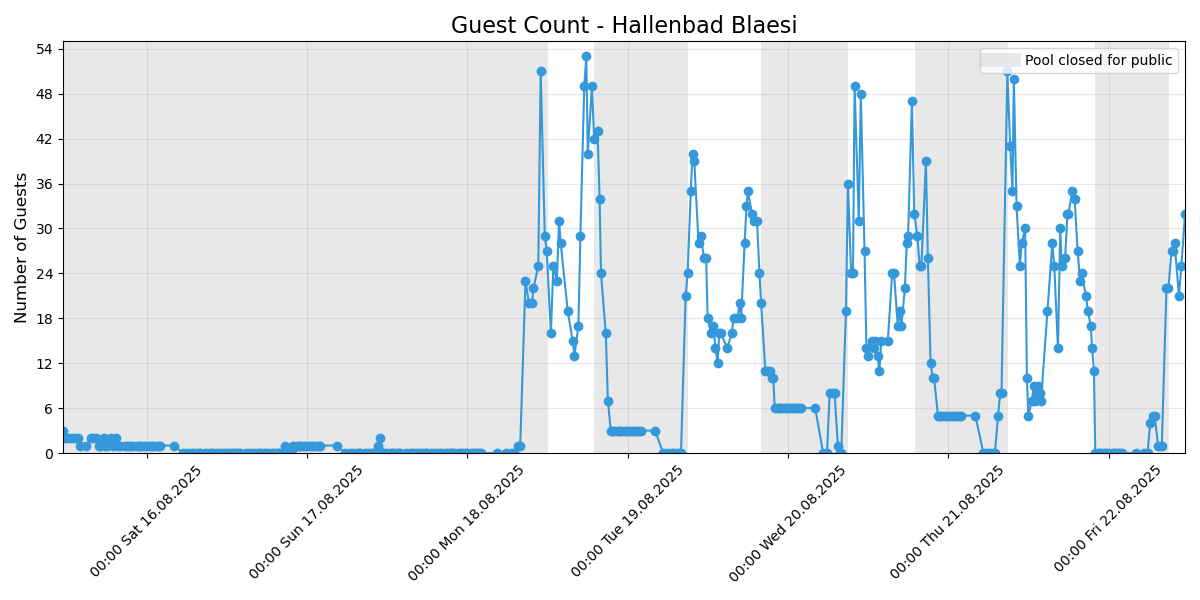 Guest Count - Hallenbad Blaesi
Pool closed for public
Number of Guests
54
48
42
36
30
24
18
12
6
0
00:00 Sat 16.08.2025
00:00 Sun 17.08.2025
00:00 Mon 18.08.2025
00:00 Tue 19.08.2025
00:00 Wed 20.08.2025
00:00 Thu 21.08.2025
00:00 Fri 22.08.2025